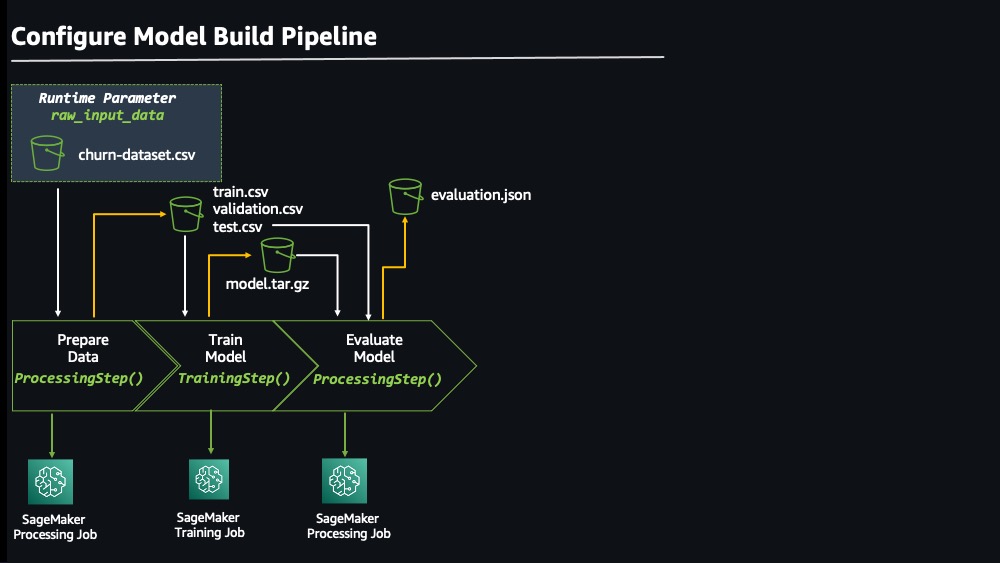 Configure Model Build Pipeline
Runtime Parameter
raw_input_data
churn-dataset.csv
train.csv
validation.csv
test.csv
evaluation.json
model.tar.gz
Prepare
Data
ProcessingStep()
Train
Model
TrainingStep()
Evaluate
Model
ProcessingStep()
SageMaker
Processing Job
SageMaker
Training Job
SageMaker
Processing Job